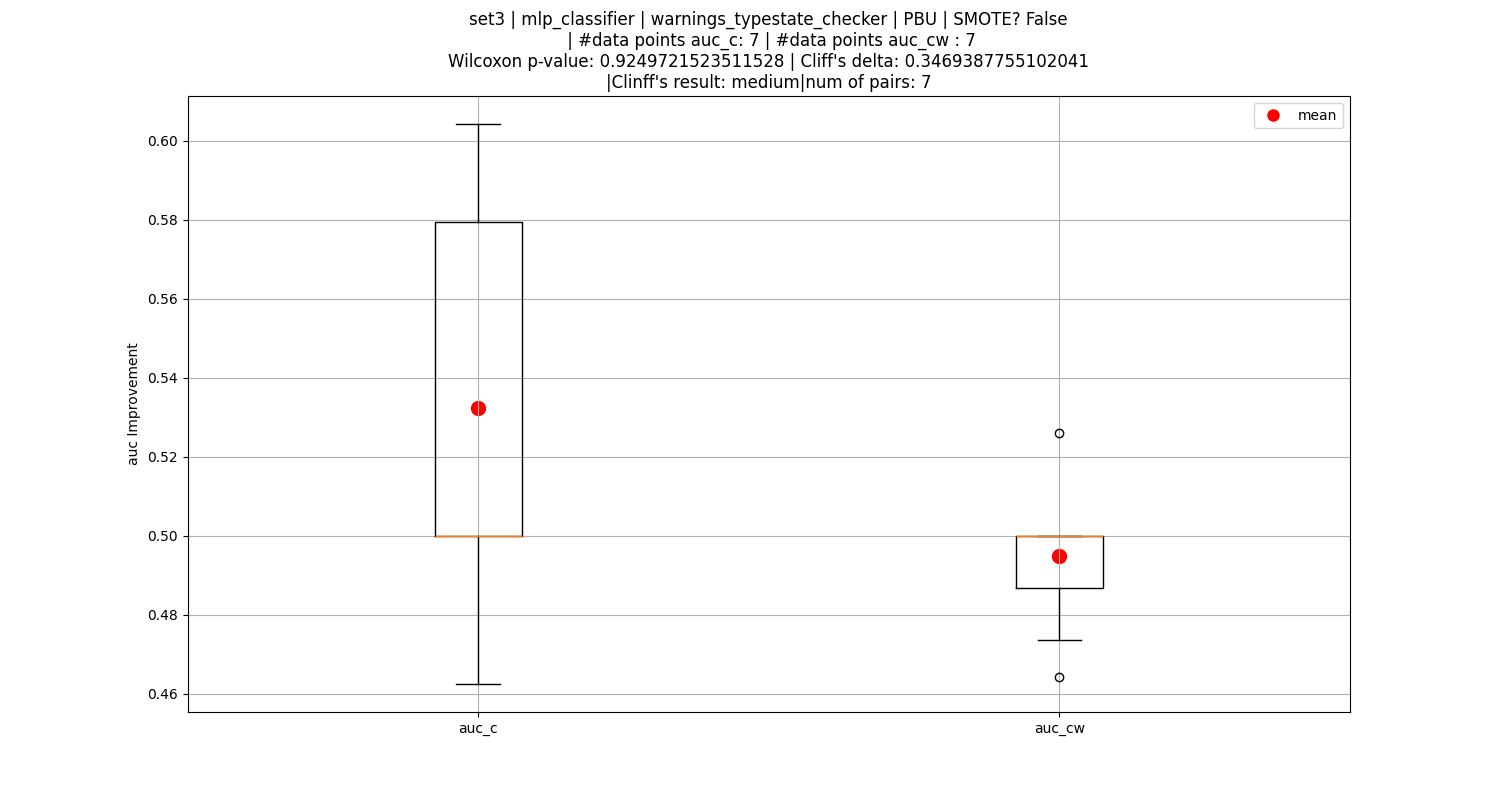 set3 | mlp_classifier | warnings_typestate_checker | PBU | SMOTE? False
| #data points auc_c: 7 | #data points auc_cw : 7
Wilcoxon p-value: 0.9249721523511528 | Cliff's delta: 0.3469387755102041
|Clinff's result: medium|num of pairs: 7
mean
0.60
0.58
0.56
0.54
0.52
0.50
0.48
0.46
auc Improvement
auc_c
auc_cw